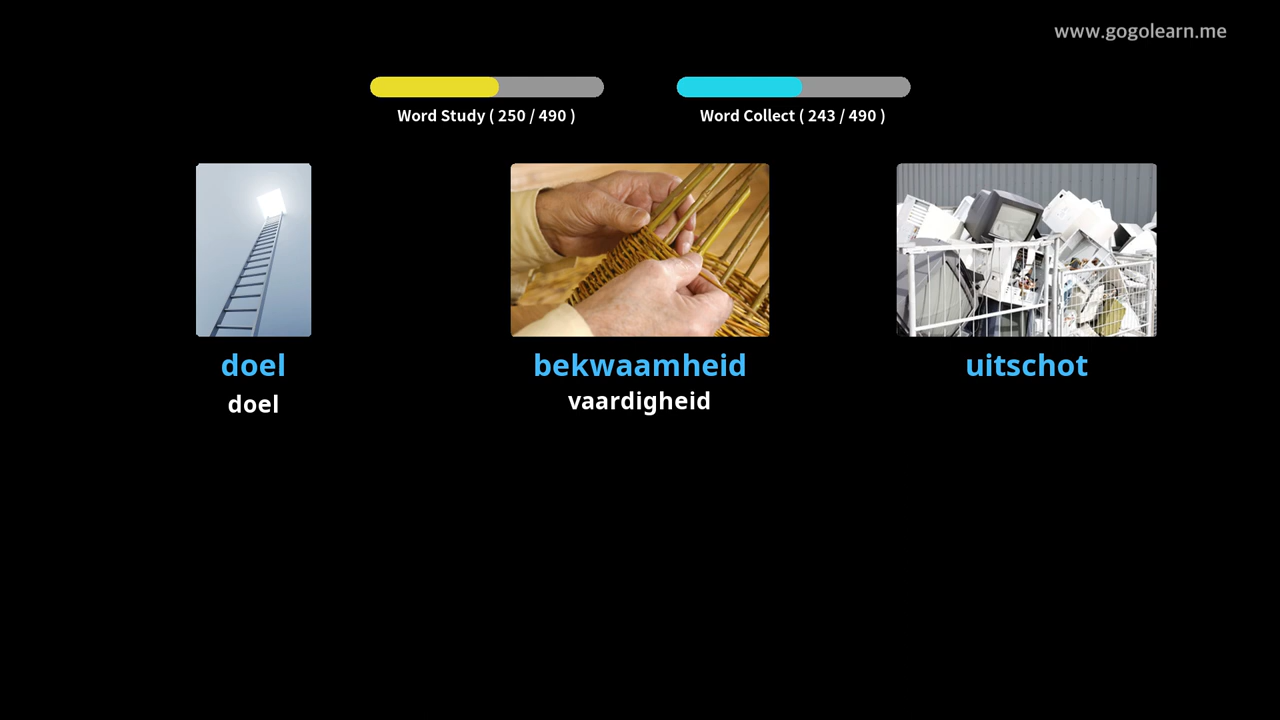 www.gogolearn.me
Word Study ( 250 / 490 )
Word Collect ( 243 / 490 )
doel
doel
bekwaamheid
vaardigheid
uitschot